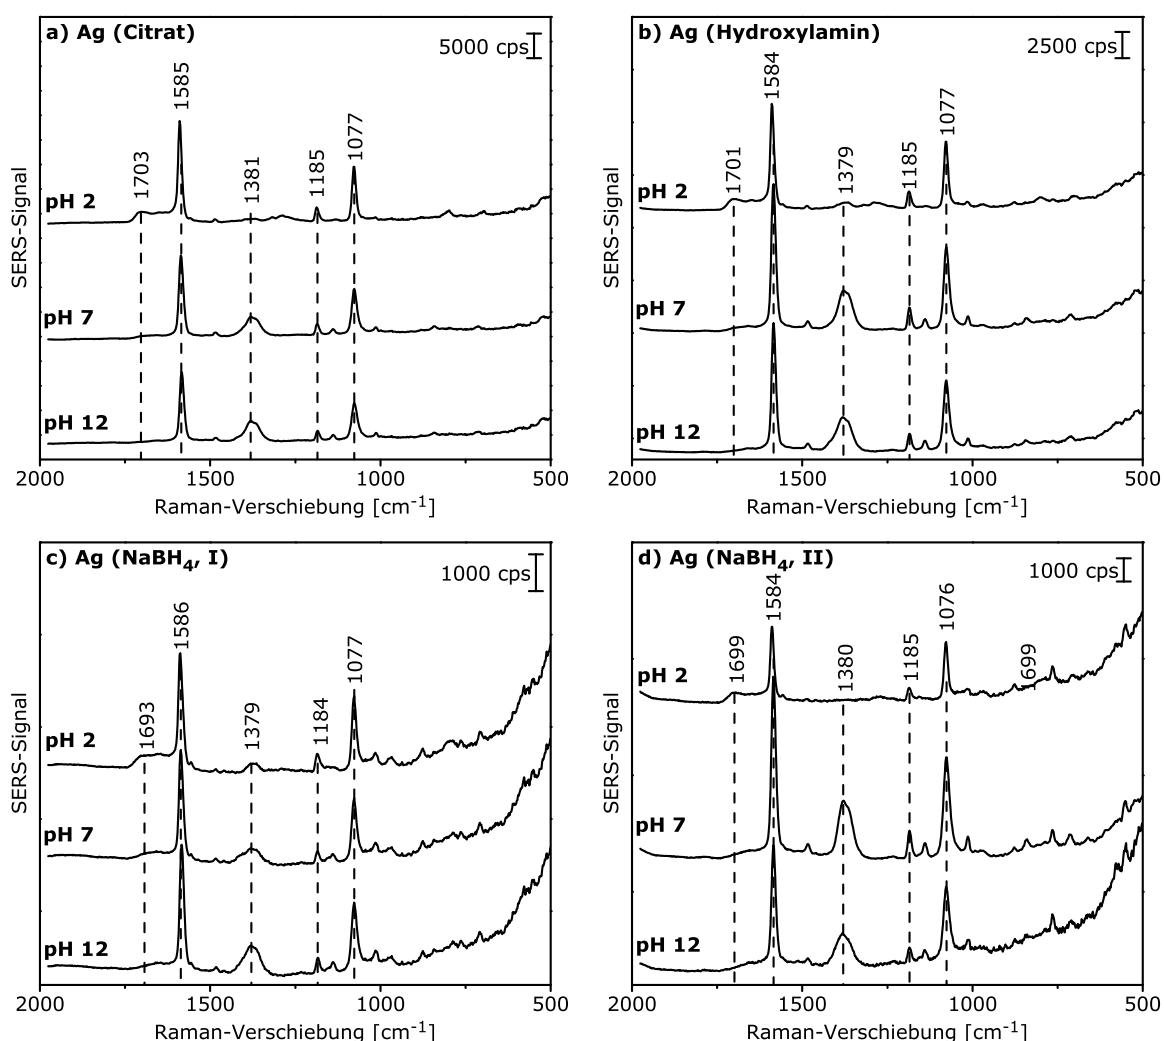 a) Ag (Citrat)
5000 cps
1703
1585
1381
1185
1077
pH 2
pH 7
pH 12
SERS-Signal
2000 1500 1000 500
Raman-Verschiebung [cm⁻¹]
b) Ag (Hydroxylamin)
2500 cps
1701
1584
1379
1185
1077
pH 2
pH 7
pH 12
SERS-Signal
2000 1500 1000 500
Raman-Verschiebung [cm⁻¹]
c) Ag (NaBH₄, I)
1000 cps
1693
1586
1379
1184
1077
pH 2
pH 7
pH 12
SERS-Signal
2000 1500 1000 500
Raman-Verschiebung [cm⁻¹]
d) Ag (NaBH₄, II)
1000 cps
1699
1584
1380
1185
1076
1699
pH 2
pH 7
pH 12
SERS-Signal
2000 1500 1000 500
Raman-Verschiebung [cm⁻¹]